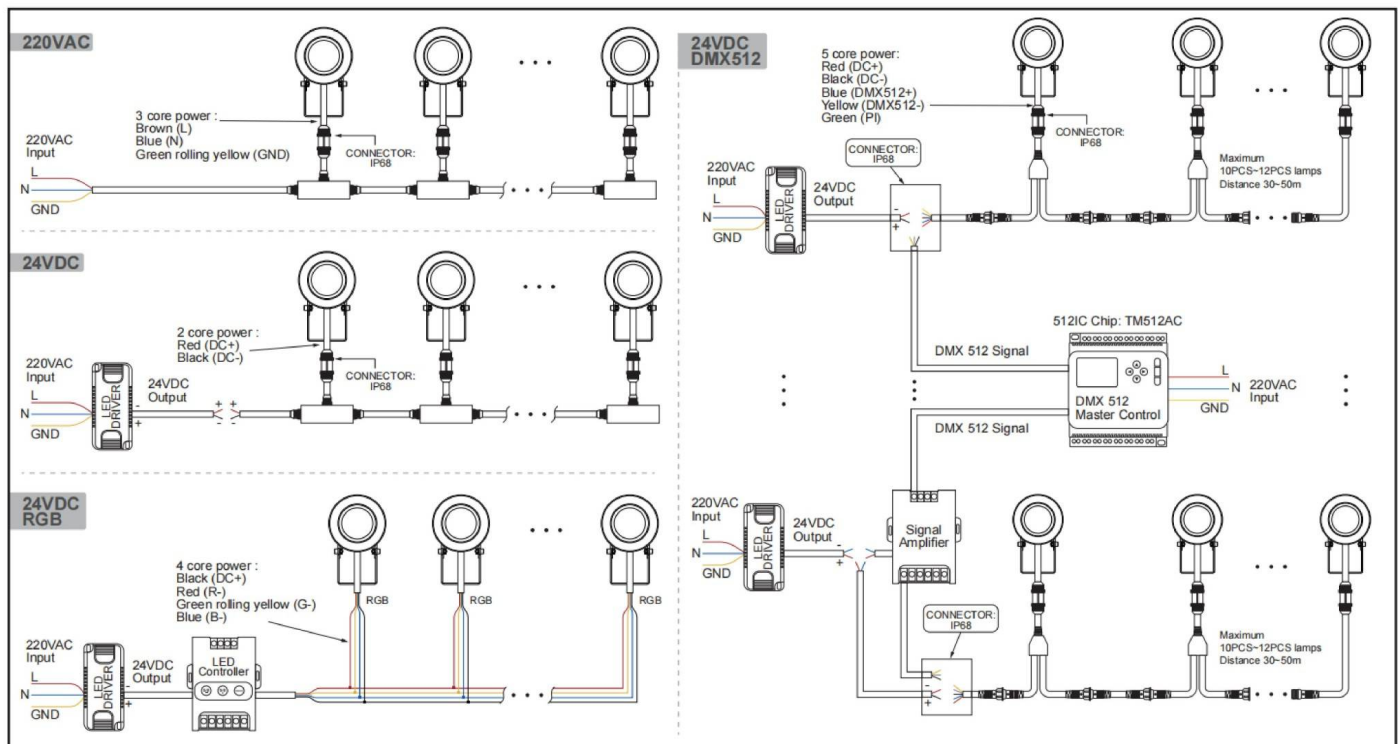 220VAC
3 core power :
Brown (L)
Blue (N)
Green rolling yellow (GND)
CONNECTOR:
IP68
220VAC
Input
L
N
GND
24VDC
2 core power :
Red (DC+)
Black (DC-)
CONNECTOR:
IP68
220VAC
Input
L
N
GND
LED
DRIVER
24VDC
Output
-
+
+ +
- -
24VDC
RGB
4 core power :
Black (DC+)
Red (R-)
Green rolling yellow (G-)
Blue (B-)
RGB
RGB
RGB
220VAC
Input
L
N
GND
LED
DRIVER
24VDC
Output
-
+
LED
Controller
24VDC
DMX512
5 core power:
Red (DC+)
Black (DC-)
Blue (DMX512+)
Yellow (DMX512-)
Green (PI)
CONNECTOR:
IP68
CONNECTOR:
IP68
220VAC
Input
L
N
GND
LED
DRIVER
24VDC
Output
-
+
Maximum
10PCS~12PCS lamps
Distance 30~50m
512IC Chip: TM512AC
DMX 512 Signal
DMX 512
Master Control
L
N
GND
220VAC
Input
DMX 512 Signal
220VAC
Input
L
N
GND
LED
DRIVER
24VDC
Output
-
+
Signal
Amplifier
CONNECTOR:
IP68
-
+
Maximum
10PCS~12PCS lamps
Distance 30~50m